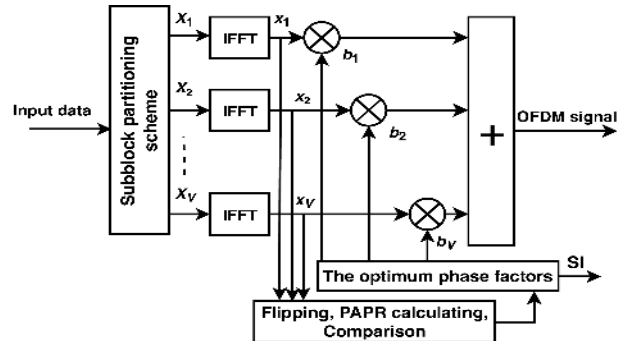 Input data
Subblock partitioning
scheme
X1
IFFT
x1
b1
X2
IFFT
x2
b2
XV
IFFT
xV
bV
+
OFDM signal
The optimum phase factors
SI
Flipping, PAPR calculating,
Comparison